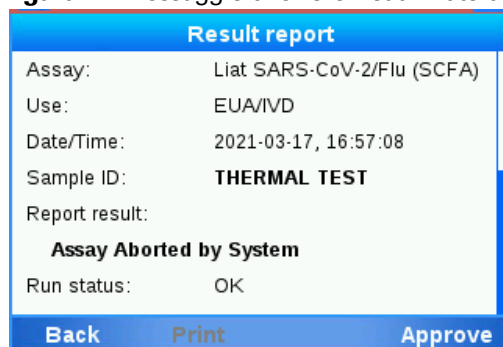 Result report
Assay: Liat SARS-CoV-2/Flu (SCFA)
Use: EUA/IVD
Date/Time: 2021-03-17, 16:57:08
Sample ID: THERMAL TEST
Report result:
Assay Aborted by System
Run status: OK
Back Print Approve